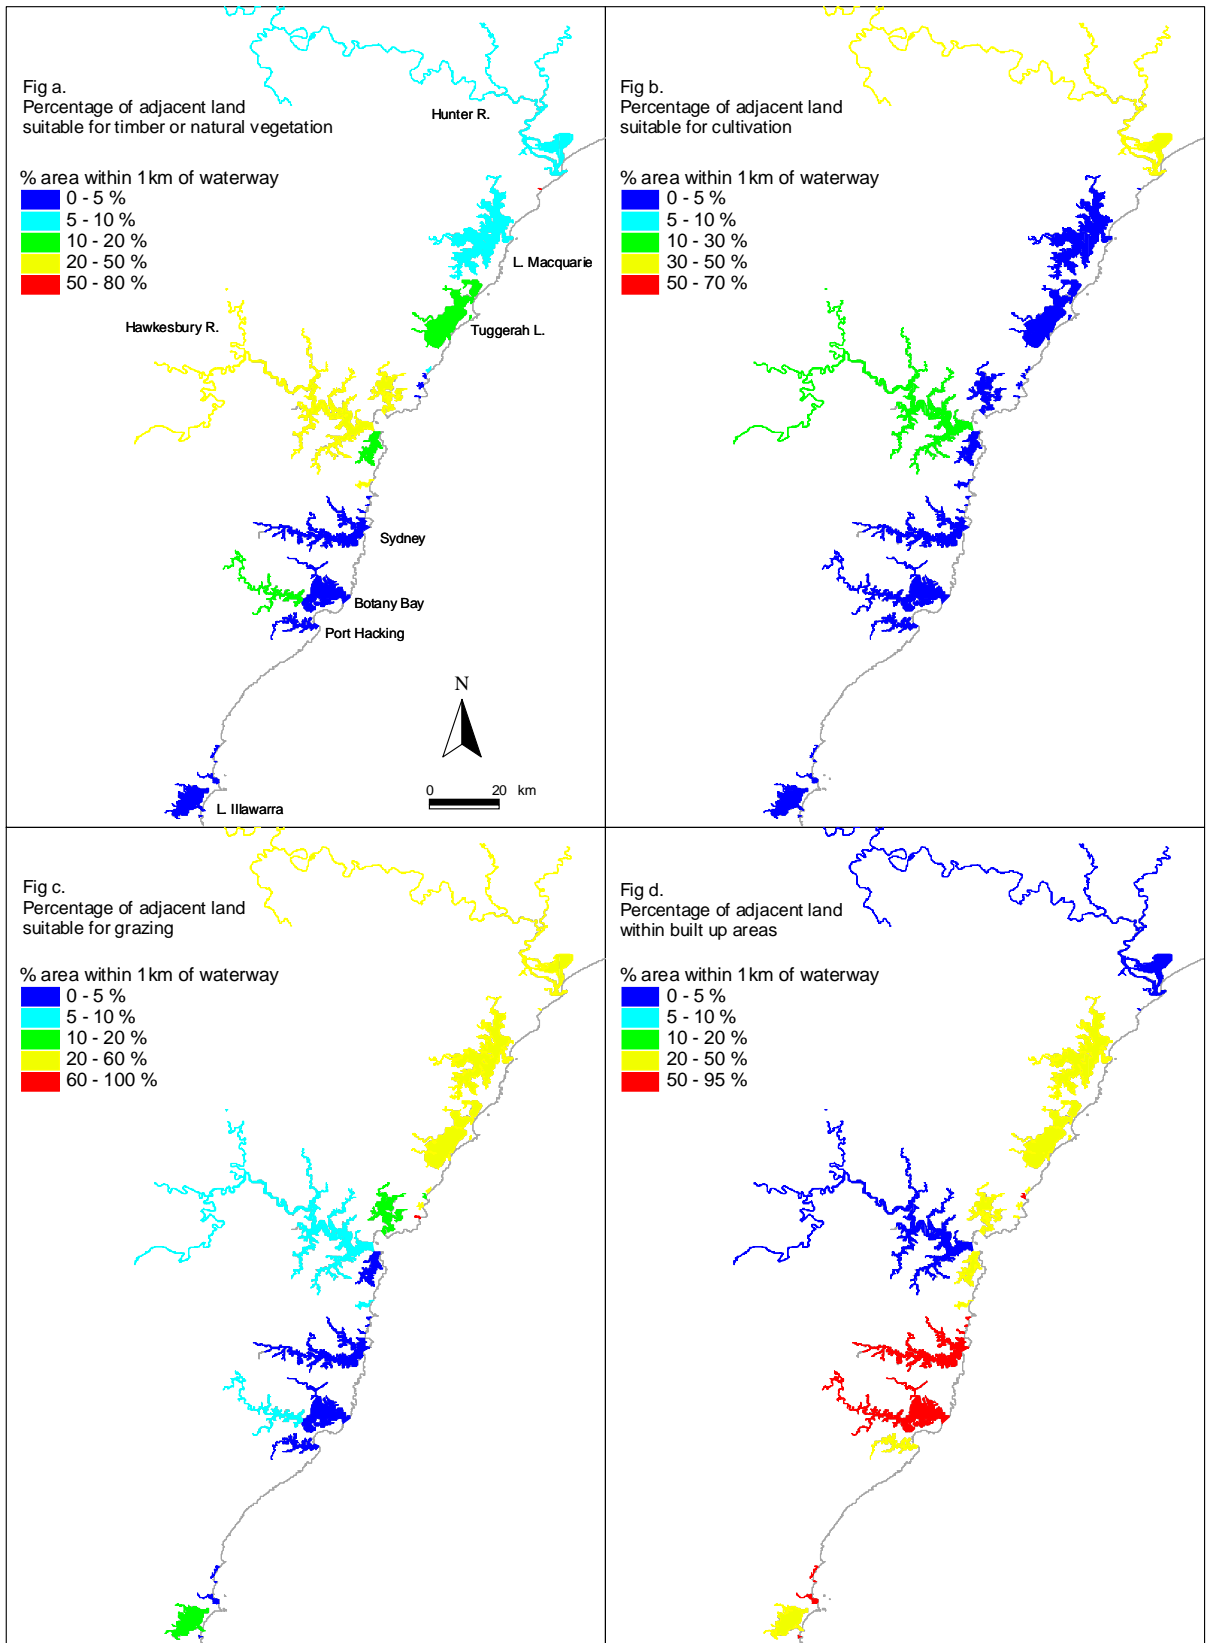 Fig a.
Percentage of adjacent land
suitable for timber or natural vegetation
% area within 1km of waterway
0 - 5 %
5 - 10 %
10 - 20 %
20 - 50 %
50 - 80 %
Hunter R.
L. Macquarie
Tuggerah L.
Hawkesbury R.
Sydney
Botany Bay
Port Hacking
N
0 20 km
L. Illawarra
Fig b.
Percentage of adjacent land
suitable for cultivation
% area within 1km of waterway
0 - 5 %
5 - 10 %
10 - 30 %
30 - 50 %
50 - 70 %
Fig c.
Percentage of adjacent land
suitable for grazing
% area within 1km of waterway
0 - 5 %
5 - 10 %
10 - 20 %
20 - 60 %
60 - 100 %
Fig d.
Percentage of adjacent land
within built up areas
% area within 1km of waterway
0 - 5 %
5 - 10 %
10 - 20 %
20 - 50 %
50 - 95 %